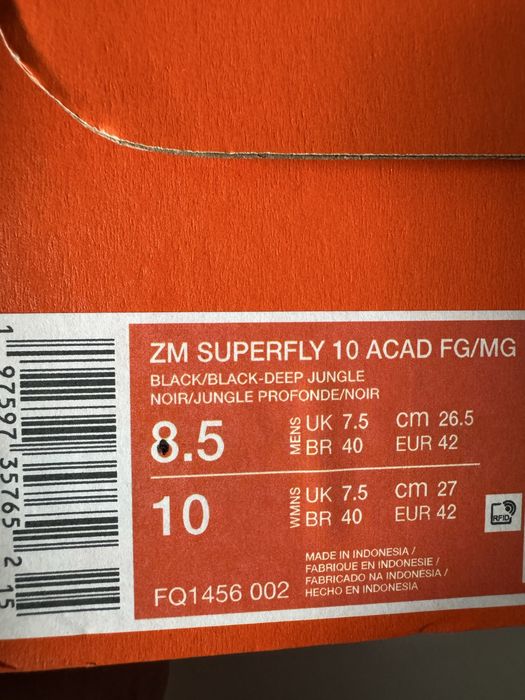 ZM SUPERFLY 10 ACAD FG/MG
BLACK/BLACK-DEEP JUNGLE
NOIR/JUNGLE PROFONDE/NOIR
8.5 MENS UK 7.5 cm 26.5
BR 40 EUR 42
10 WMNS UK 7.5 cm 27
BR 40 EUR 42
RFID
MADE IN INDONESIA /
FABRIQUE EN INDONESIE /
FABRICADO NA INDONESIA /
HECHO EN INDONESIA
FQ1456 002
1 97597 35765 2 15